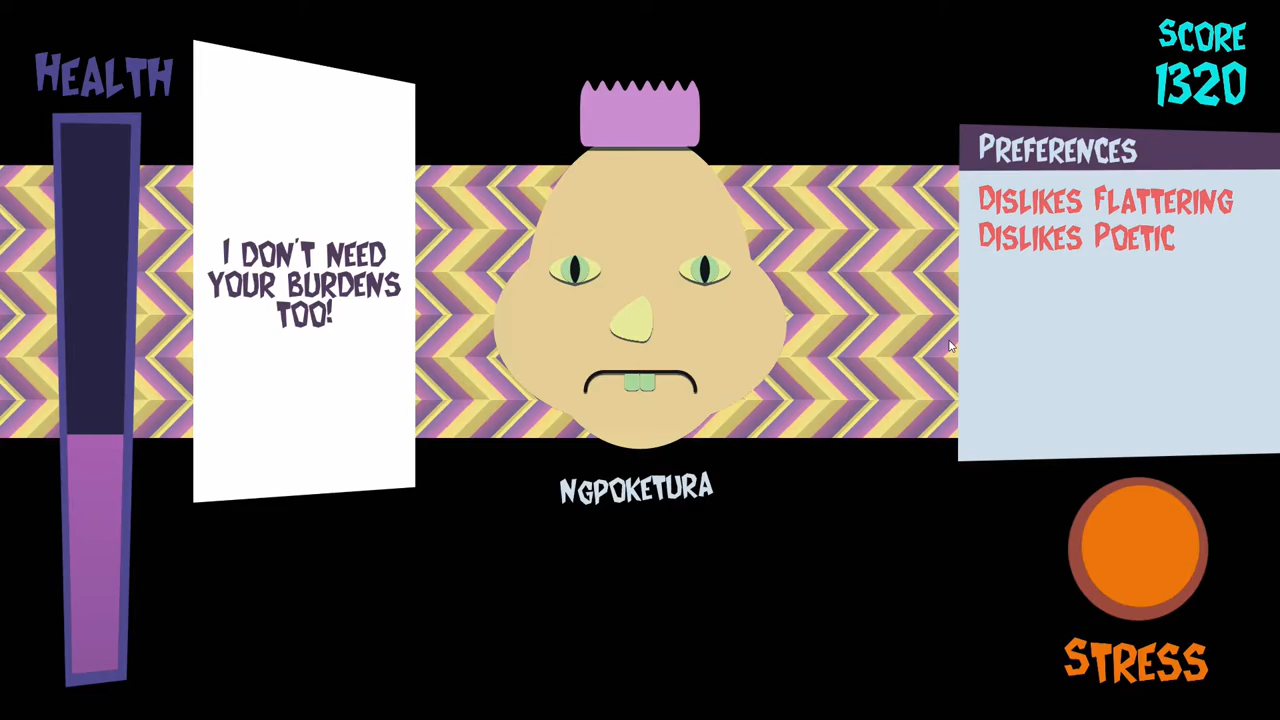 HEALTH
SCORE
1320
I DON'T NEED
YOUR BURDENS
TOO!
PREFERENCES
DISLIKES FLATTERING
DISLIKES POETIC
NGPOKETURA
STRESS